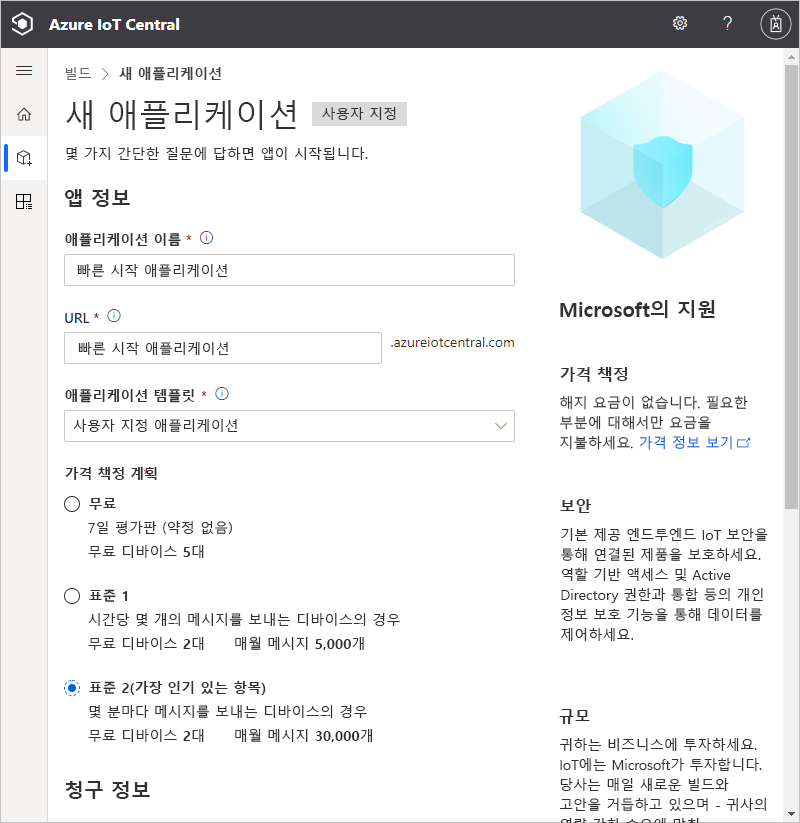 Azure IoT Central
?
빌드 > 새 애플리케이션
새 애플리케이션 사용자 지정
몇 가지 간단한 질문에 답하면 앱이 시작됩니다.
앱 정보
애플리케이션 이름 *
빠른 시작 애플리케이션
URL *
빠른 시작 애플리케이션 .azureiotcentral.com
애플리케이션 템플릿 *
사용자 지정 애플리케이션
가격 책정 계획
무료
7일 평가판 (약정 없음)
무료 디바이스 5대
표준 1
시간당 몇 개의 메시지를 보내는 디바이스의 경우
무료 디바이스 2대 매월 메시지 5,000개
표준 2(가장 인기 있는 항목)
몇 분마다 메시지를 보내는 디바이스의 경우
무료 디바이스 2대 매월 메시지 30,000개
청구 정보
Microsoft의 지원
가격 책정
해지 요금이 없습니다. 필요한
부분에 대해서만 요금을
지불하세요. 가격 정보 보기
보안
기본 제공 엔드투엔드 IoT 보안을
통해 연결된 제품을 보호하세요.
역할 기반 액세스 및 Active
Directory 권한과 통합 등의 개인
정보 보호 기능을 통해 데이터를
제어하세요.
규모
귀하는 비즈니스에 투자하세요.
IoT에는 Microsoft가 투자합니다.
당사는 매일 새로운 빌드와
고안을 거듭하고 있으며 - 귀사의